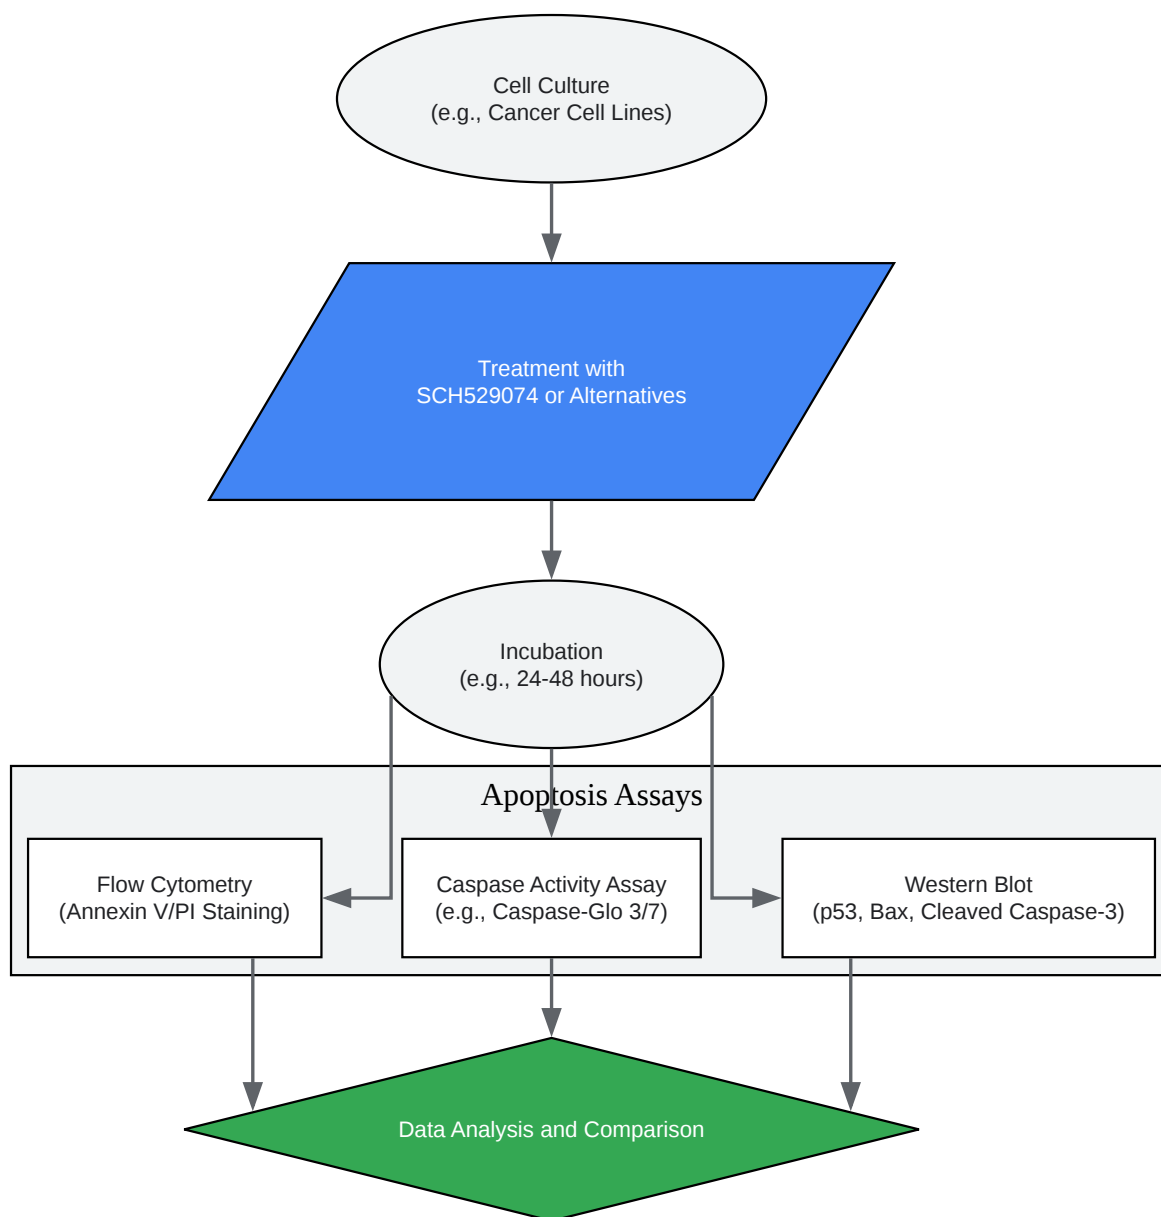 Cell Culture
(e.g., Cancer Cell Lines)
Treatment with
SCH529074 or Alternatives
Incubation
(e.g., 24-48 hours)
Apoptosis Assays
Flow Cytometry
(Annexin V/PI Staining)
Caspase Activity Assay
(e.g., Caspase-Glo 3/7)
Western Blot
(p53, Bax, Cleaved Caspase-3)
Data Analysis and Comparison